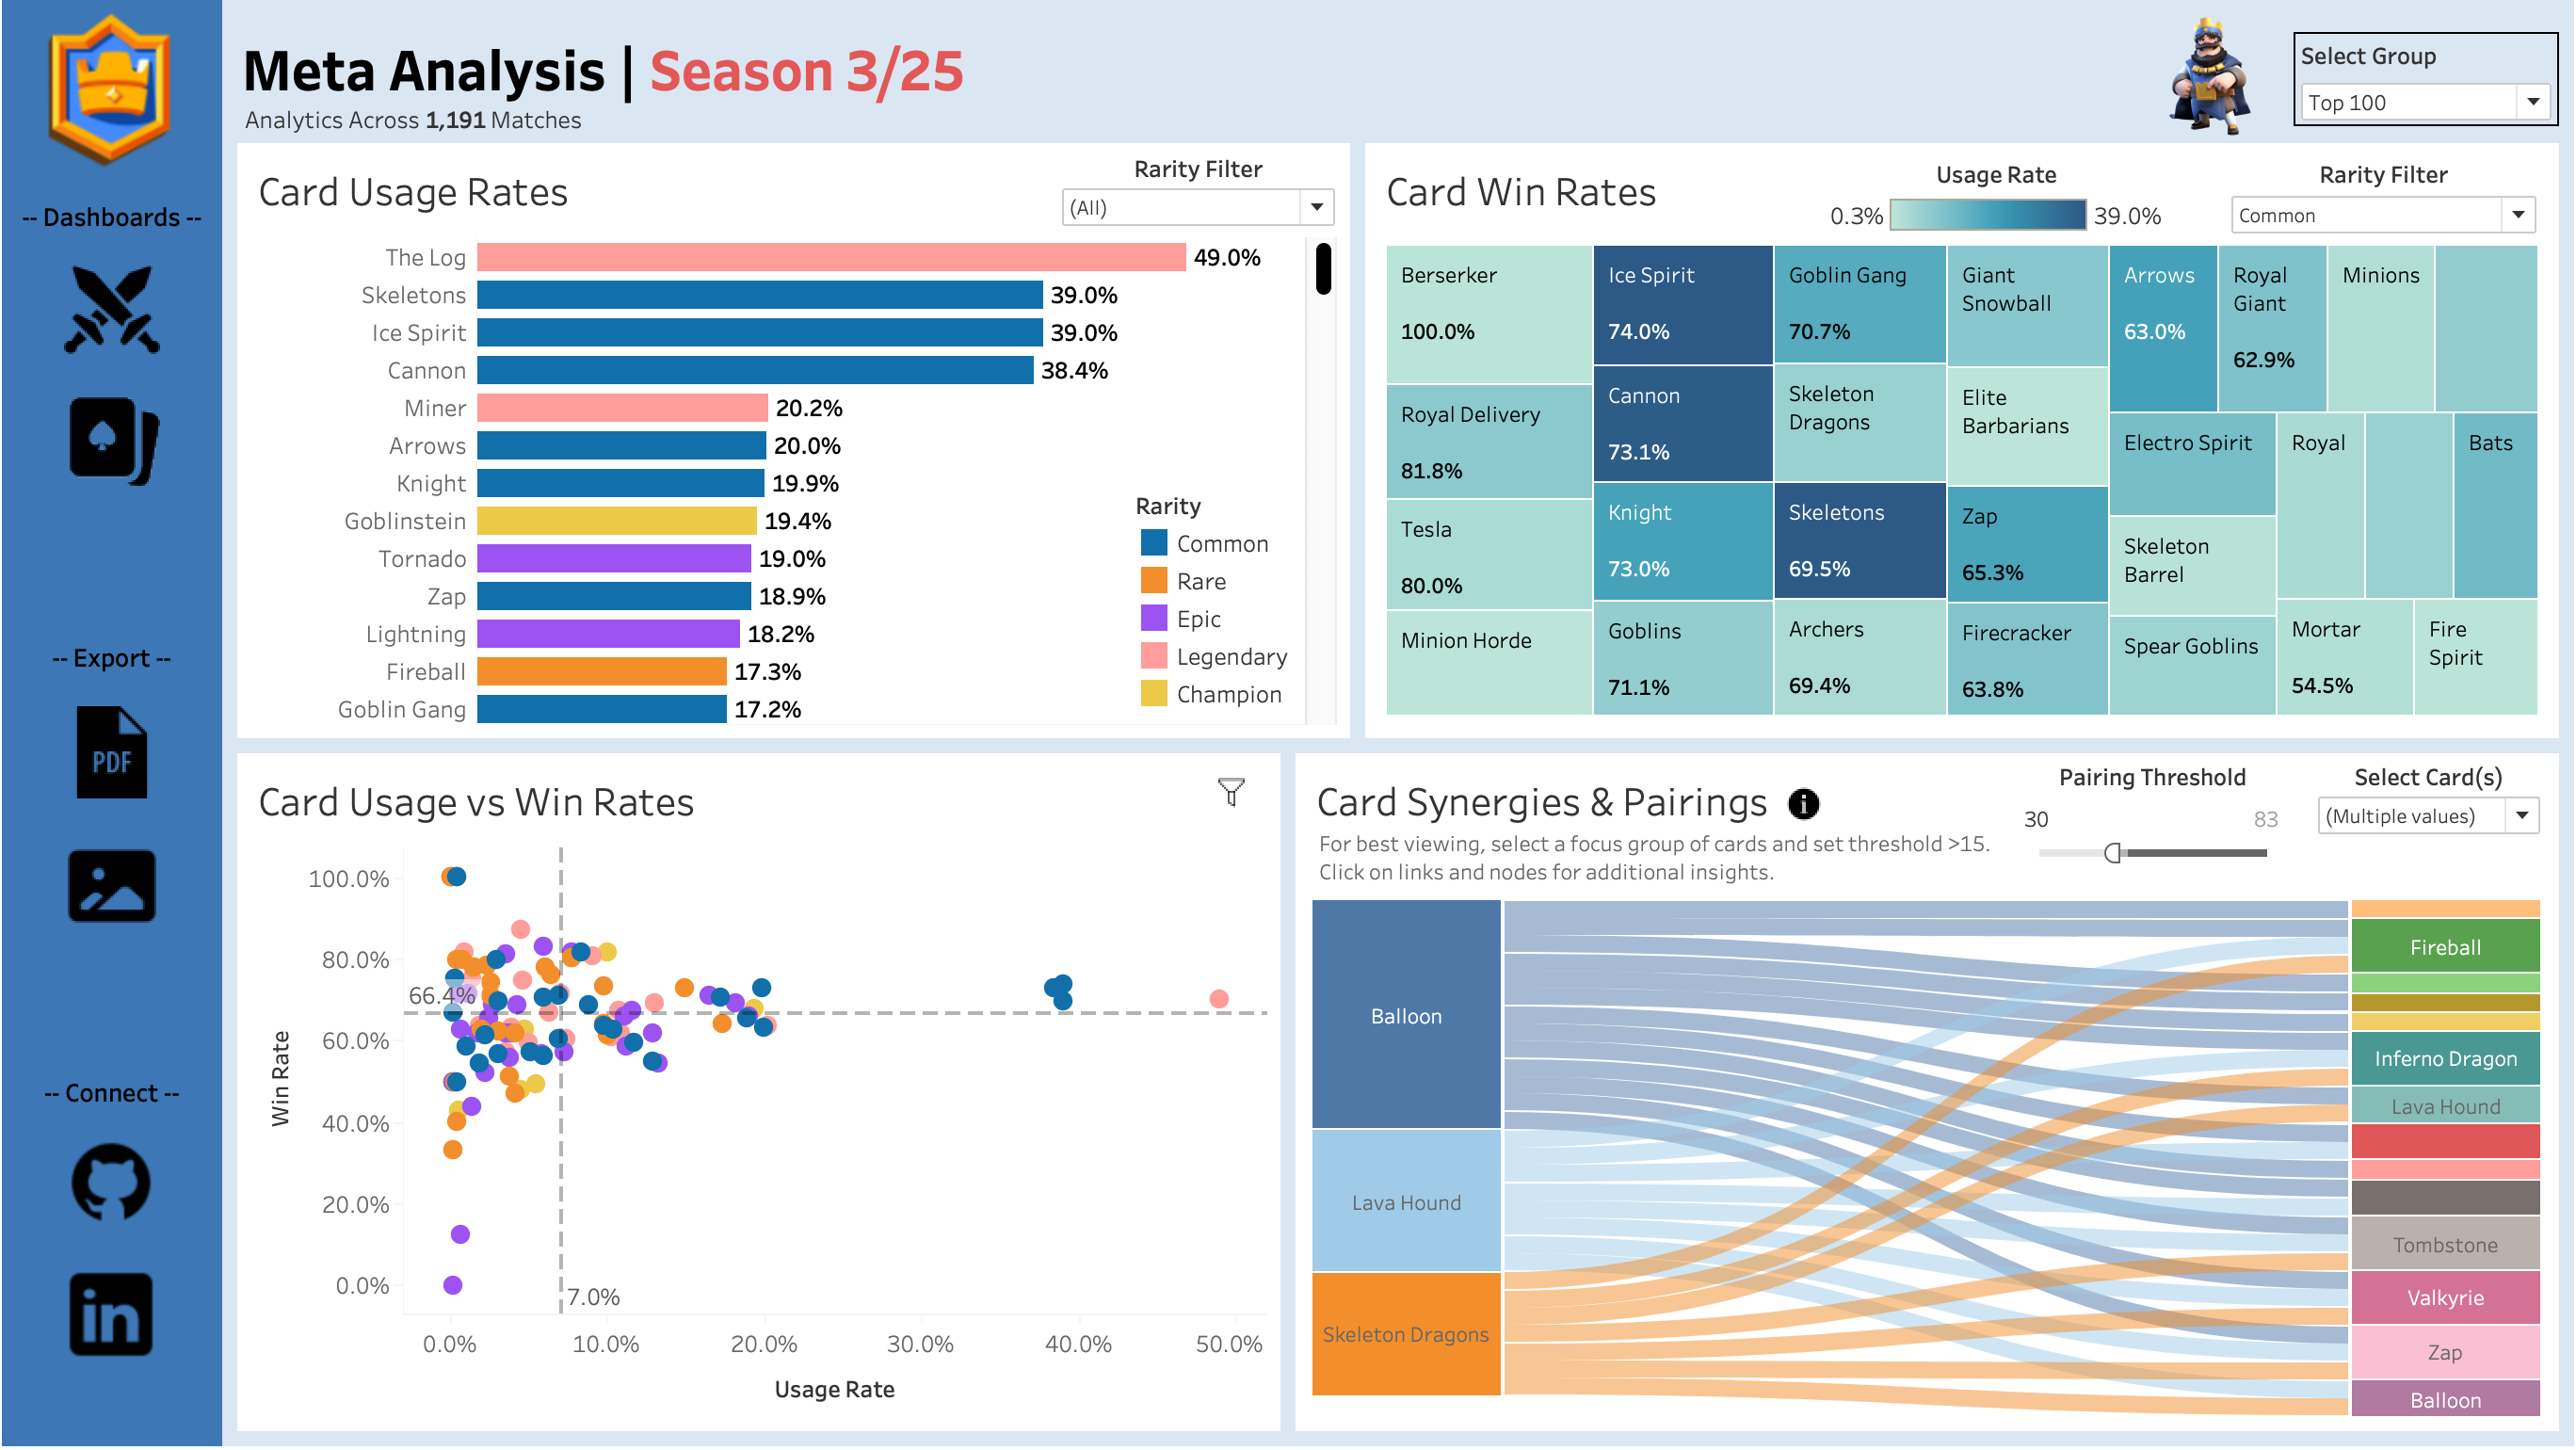 Meta Analysis | Season 3/25
Analytics Across 1,191 Matches
Select Group
Top 100
-- Dashboards --
-- Export --
PDF
-- Connect --
in
Card Usage Rates
Rarity Filter
(All)
The Log 49.0%
Skeletons 39.0%
Ice Spirit 39.0%
Cannon 38.4%
Miner 20.2%
Arrows 20.0%
Knight 19.9%
Goblinstein 19.4%
Tornado 19.0%
Zap 18.9%
Lightning 18.2%
Fireball 17.3%
Goblin Gang 17.2%
Rarity
Common
Rare
Epic
Legendary
Champion
Card Win Rates
Usage Rate
0.3% 39.0%
Rarity Filter
Common
Berserker
100.0%
Royal Delivery
81.8%
Tesla
80.0%
Minion Horde
Ice Spirit
74.0%
Cannon
73.1%
Knight
73.0%
Goblins
71.1%
Goblin Gang
70.7%
Skeleton
Dragons
Skeletons
69.5%
Archers
69.4%
Giant
Snowball
Elite
Barbarians
Zap
65.3%
Firecracker
63.8%
Arrows
63.0%
Royal
Giant
62.9%
Minions
Electro Spirit
Skeleton
Barrel
Spear Goblins
Royal
Bats
Mortar
54.5%
Fire
Spirit
Card Usage vs Win Rates
Win Rate
100.0%
80.0%
66.4%
60.0%
40.0%
20.0%
0.0%
7.0%
0.0% 10.0% 20.0% 30.0% 40.0% 50.0%
Usage Rate
Card Synergies & Pairings i
For best viewing, select a focus group of cards and set threshold >15.
Click on links and nodes for additional insights.
Pairing Threshold
30 83
Select Card(s)
(Multiple values)
Balloon
Lava Hound
Skeleton Dragons
Fireball
Inferno Dragon
Lava Hound
Tombstone
Valkyrie
Zap
Balloon